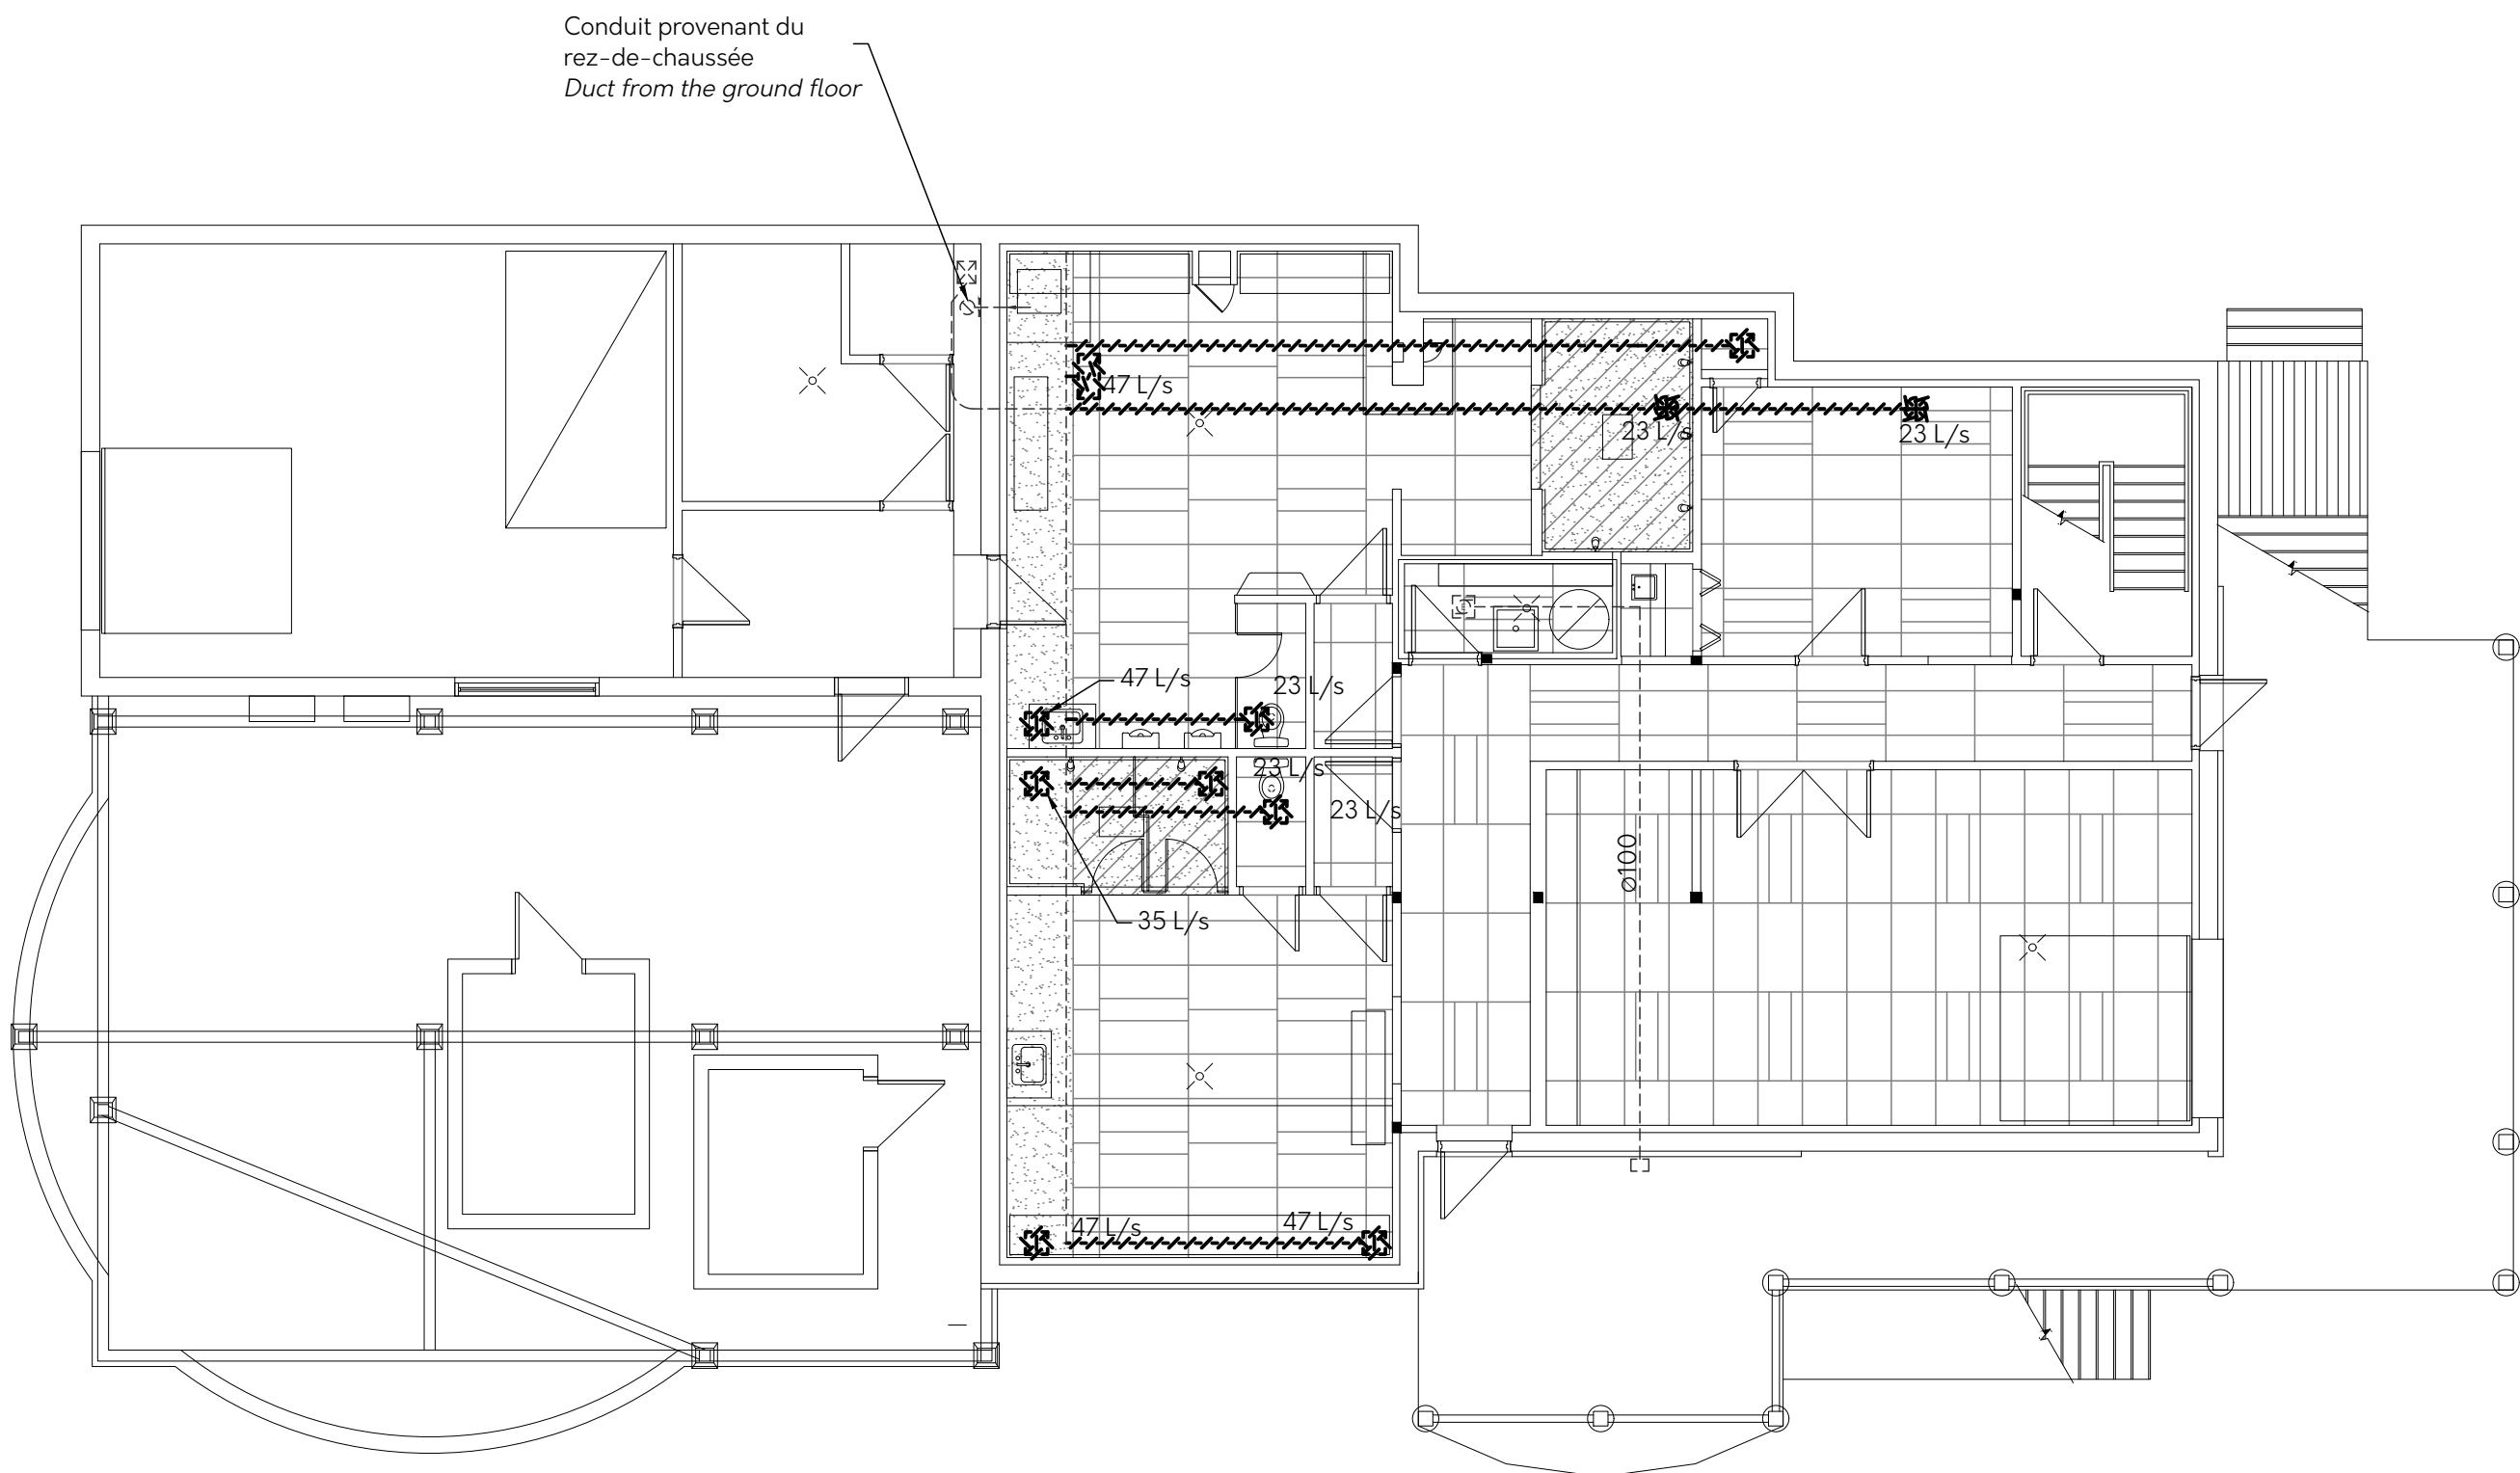 Conduit provenant du
rez-de-chaussée
Duct from the ground floor
47 L/s
23 L/s
23 L/s
47 L/s
23 L/s
23 L/s
23 L/s
ø100
35 L/s
47 L/s
47 L/s